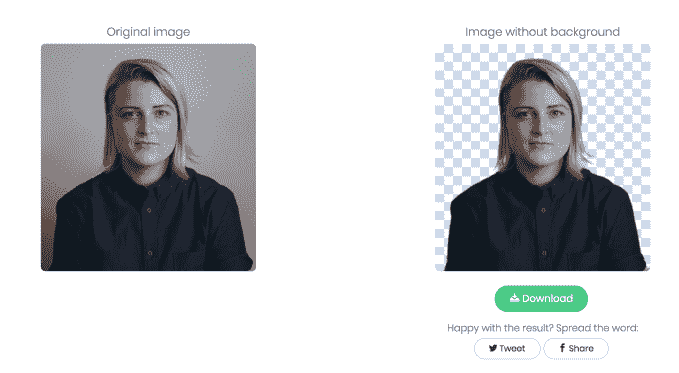 Original image
Image without background
Download
Happy with the result? Spread the word:
Tweet Share